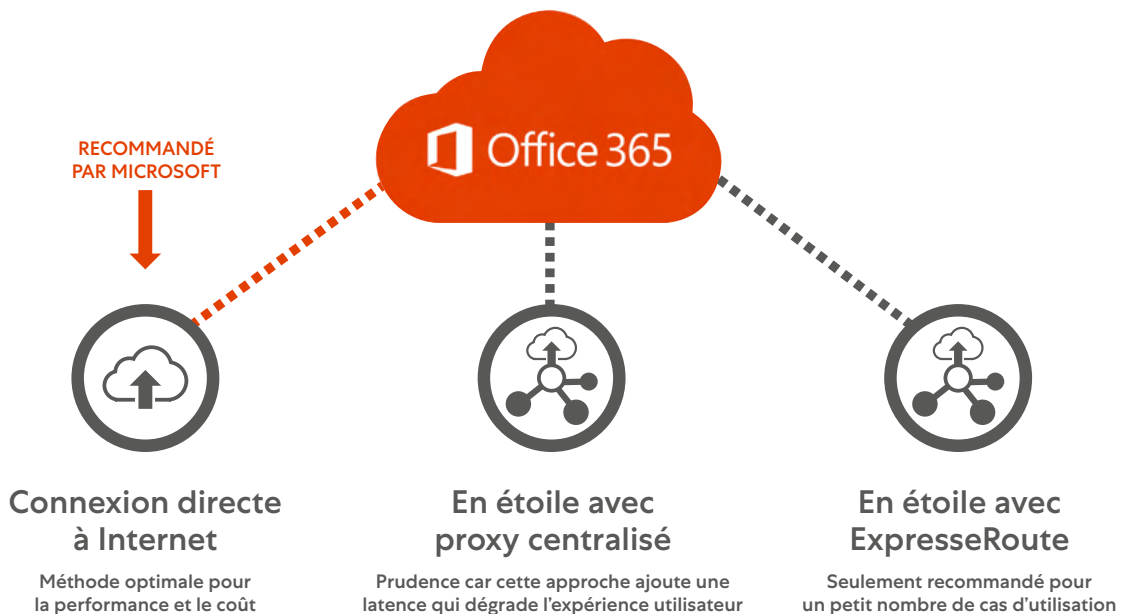 Office 365
RECOMMANDÉ
PAR MICROSOFT
Connexion directe
à Internet
Méthode optimale pour
la performance et le coût
En étoile avec
proxy centralisé
Prudence car cette approche ajoute une
latence qui dégrade l'expérience utilisateur
En étoile avec
ExpresseRoute
Seulement recommandé pour
un petit nombre de cas d'utilisation